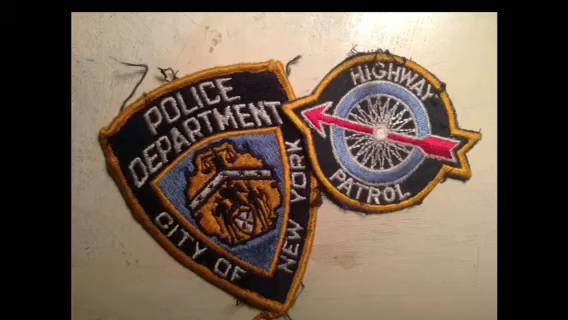 POLICE
DEPARTMENT
CITY OF
NEW YORK
HIGHWAY
PATROL